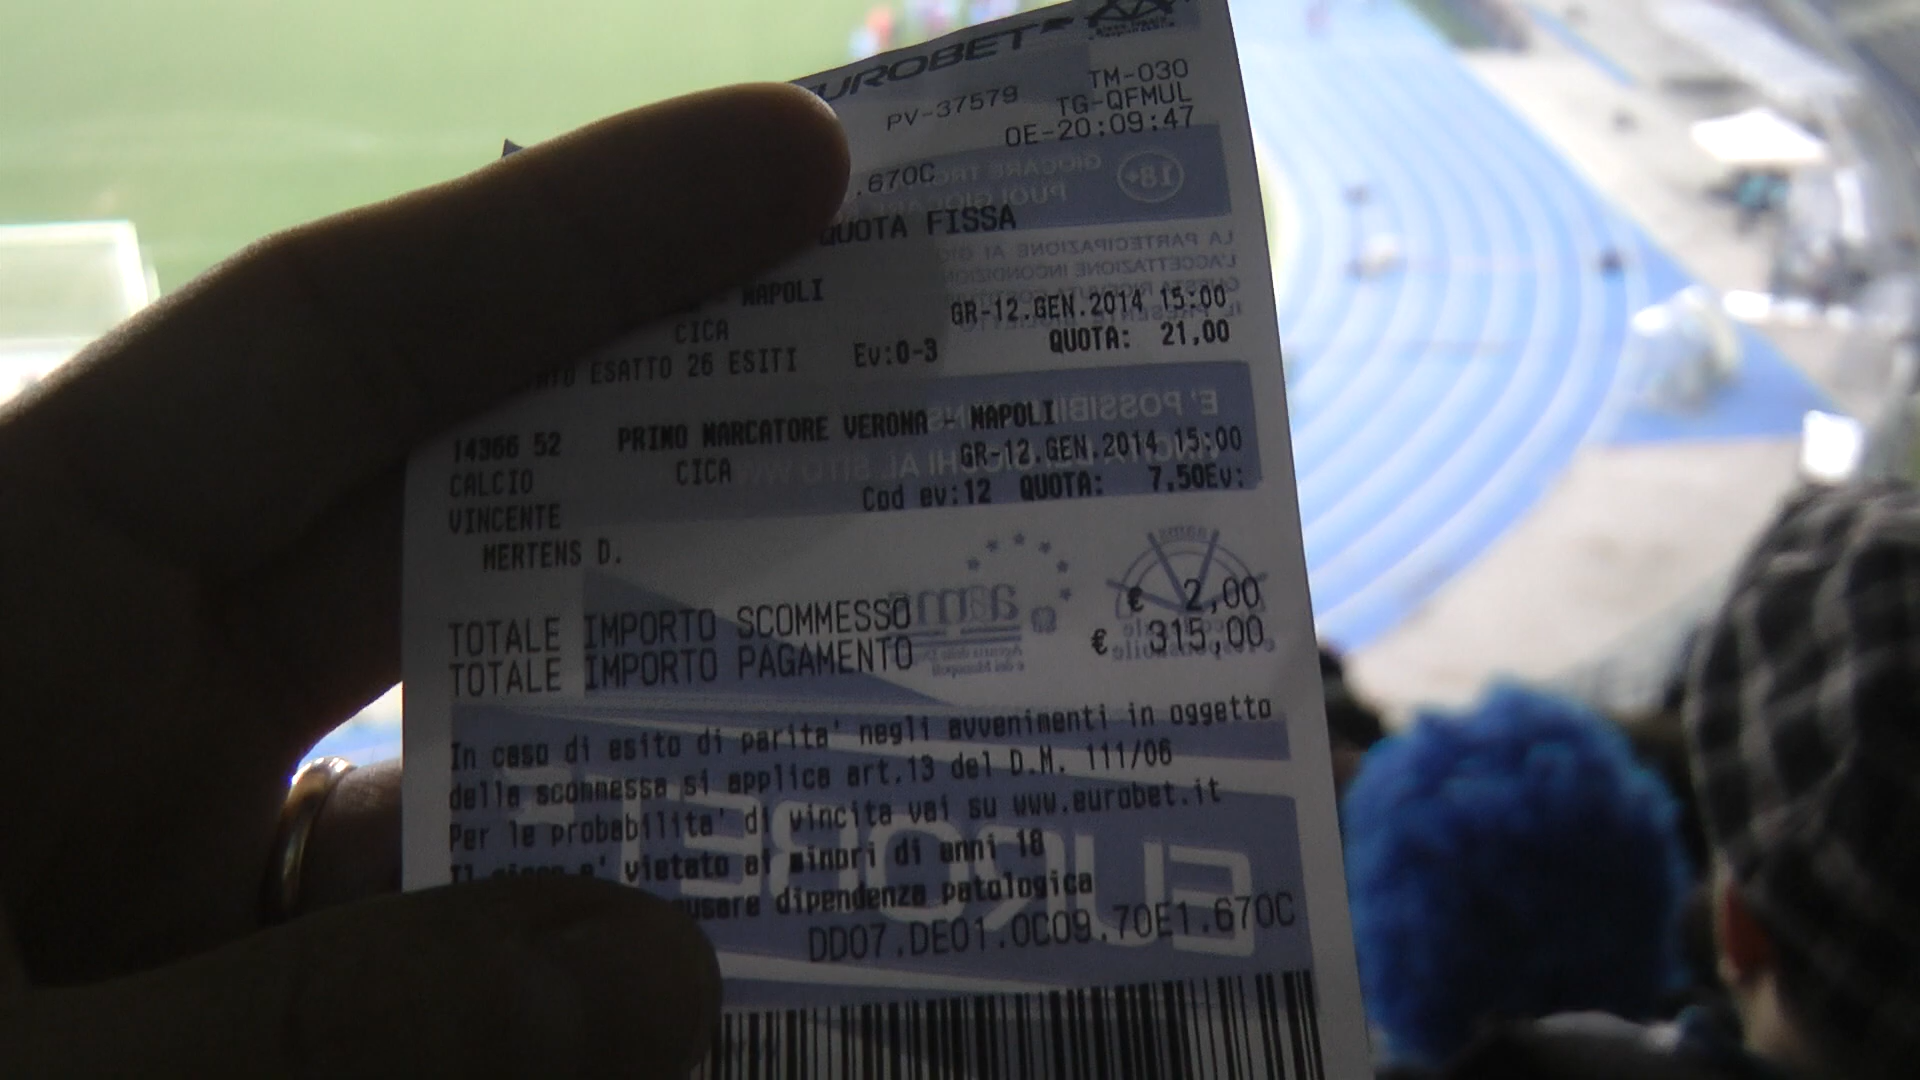 EUROBET
PV-37579 TM-030
TG-QFMUL
OE-20:09:47
.670C
QUOTA FISSA
- NAPOLI
CICA GR-12.GEN.2014 15:00
ESATTO 26 ESITI Ev:0-3 QUOTA: 21,00
14366 52 PRIMO MARCATORE VERONA - NAPOLI
CALCIO CICA GR-12.GEN.2014 15:00
VINCENTE Cod ev:12 QUOTA: 7,50Ev:
MERTENS D.
TOTALE IMPORTO SCOMMESSO € 2,00
TOTALE IMPORTO PAGAMENTO € 315,00
In caso di esito di parita' negli avvenimenti in oggetto
della scommessa si applica art.13 del D.M. 111/06
Per le probabilita' di vincita vai su www.eurobet.it
Il gioco e' vietato ai minori di anni 18
dipendenza patologica
DD07.DE01.0C09.70E1.670C